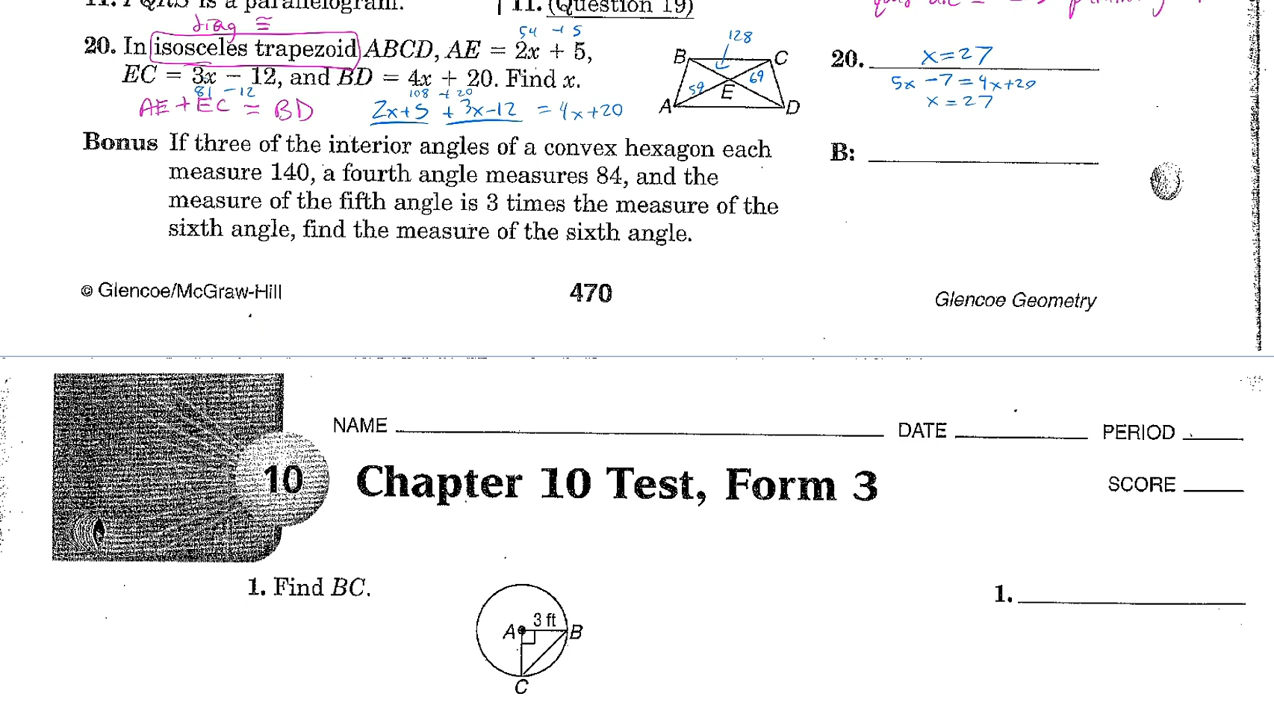 11. PQRS is a parallelogram.
11. (Question 19)
diag ≅
54 + 5
20. In isosceles trapezoid ABCD, AE = 2x + 5,
EC = 3x − 12, and BD = 4x + 20. Find x.
81 − 12
108 + 20
AE + EC = BD
2x+5 + 3x−12 = 4x+20
128
B
C
59
69
E
A
D
20. x=27
5x −7 = 4x+20
x = 27
Bonus If three of the interior angles of a convex hexagon each
measure 140, a fourth angle measures 84, and the
measure of the fifth angle is 3 times the measure of the
sixth angle, find the measure of the sixth angle.
B:
© Glencoe/McGraw-Hill
470
Glencoe Geometry
NAME
DATE
PERIOD
10
Chapter 10 Test, Form 3
SCORE
1. Find BC.
3 ft
A
B
C
1.